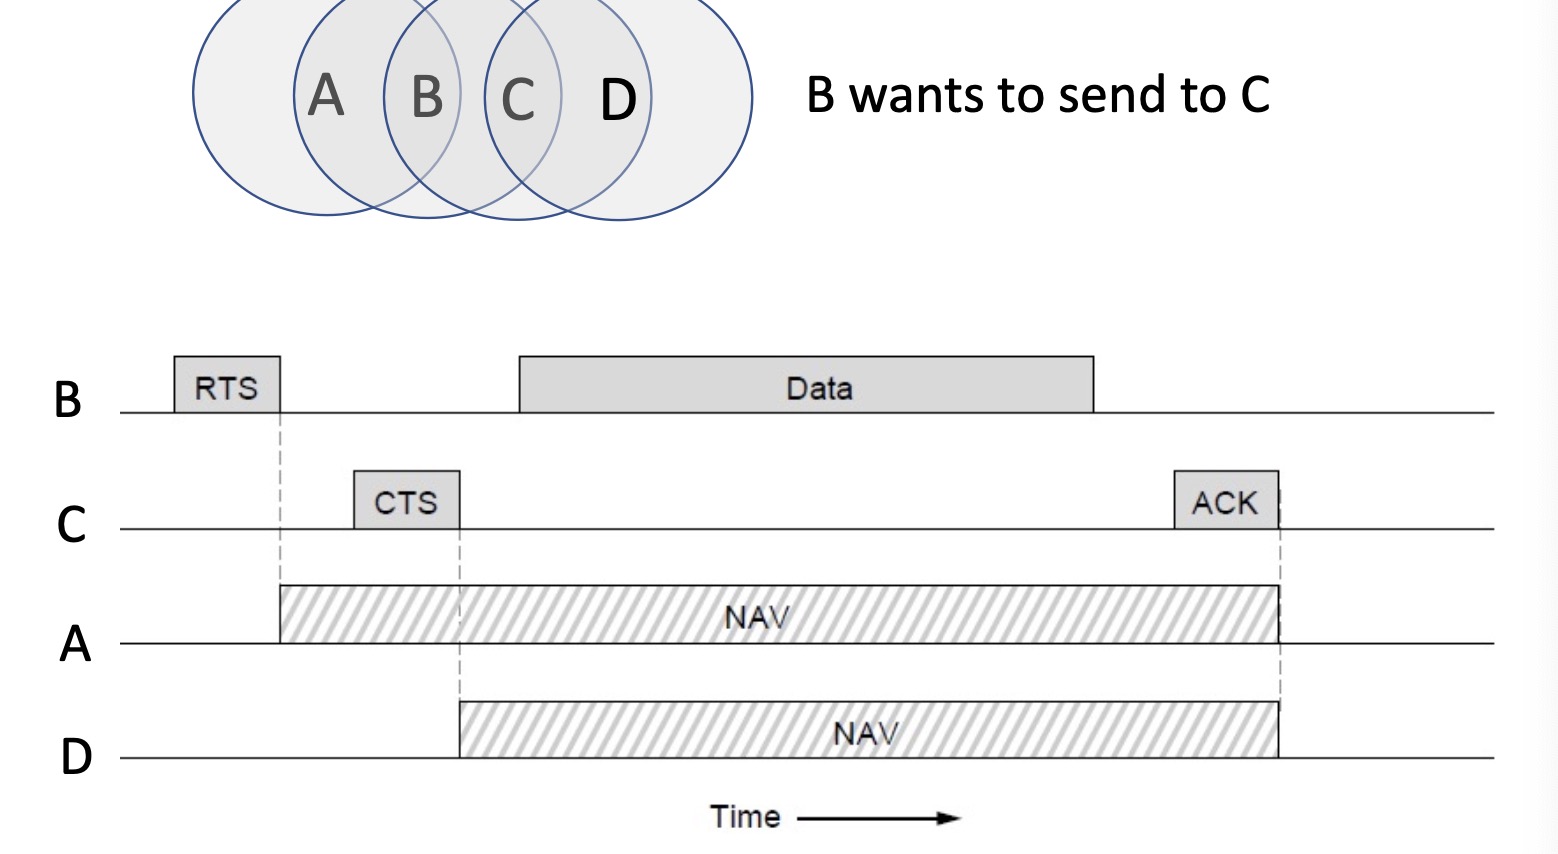 A B C D B wants to send to C
B RTS Data
C CTS ACK
A NAV
D NAV
Time